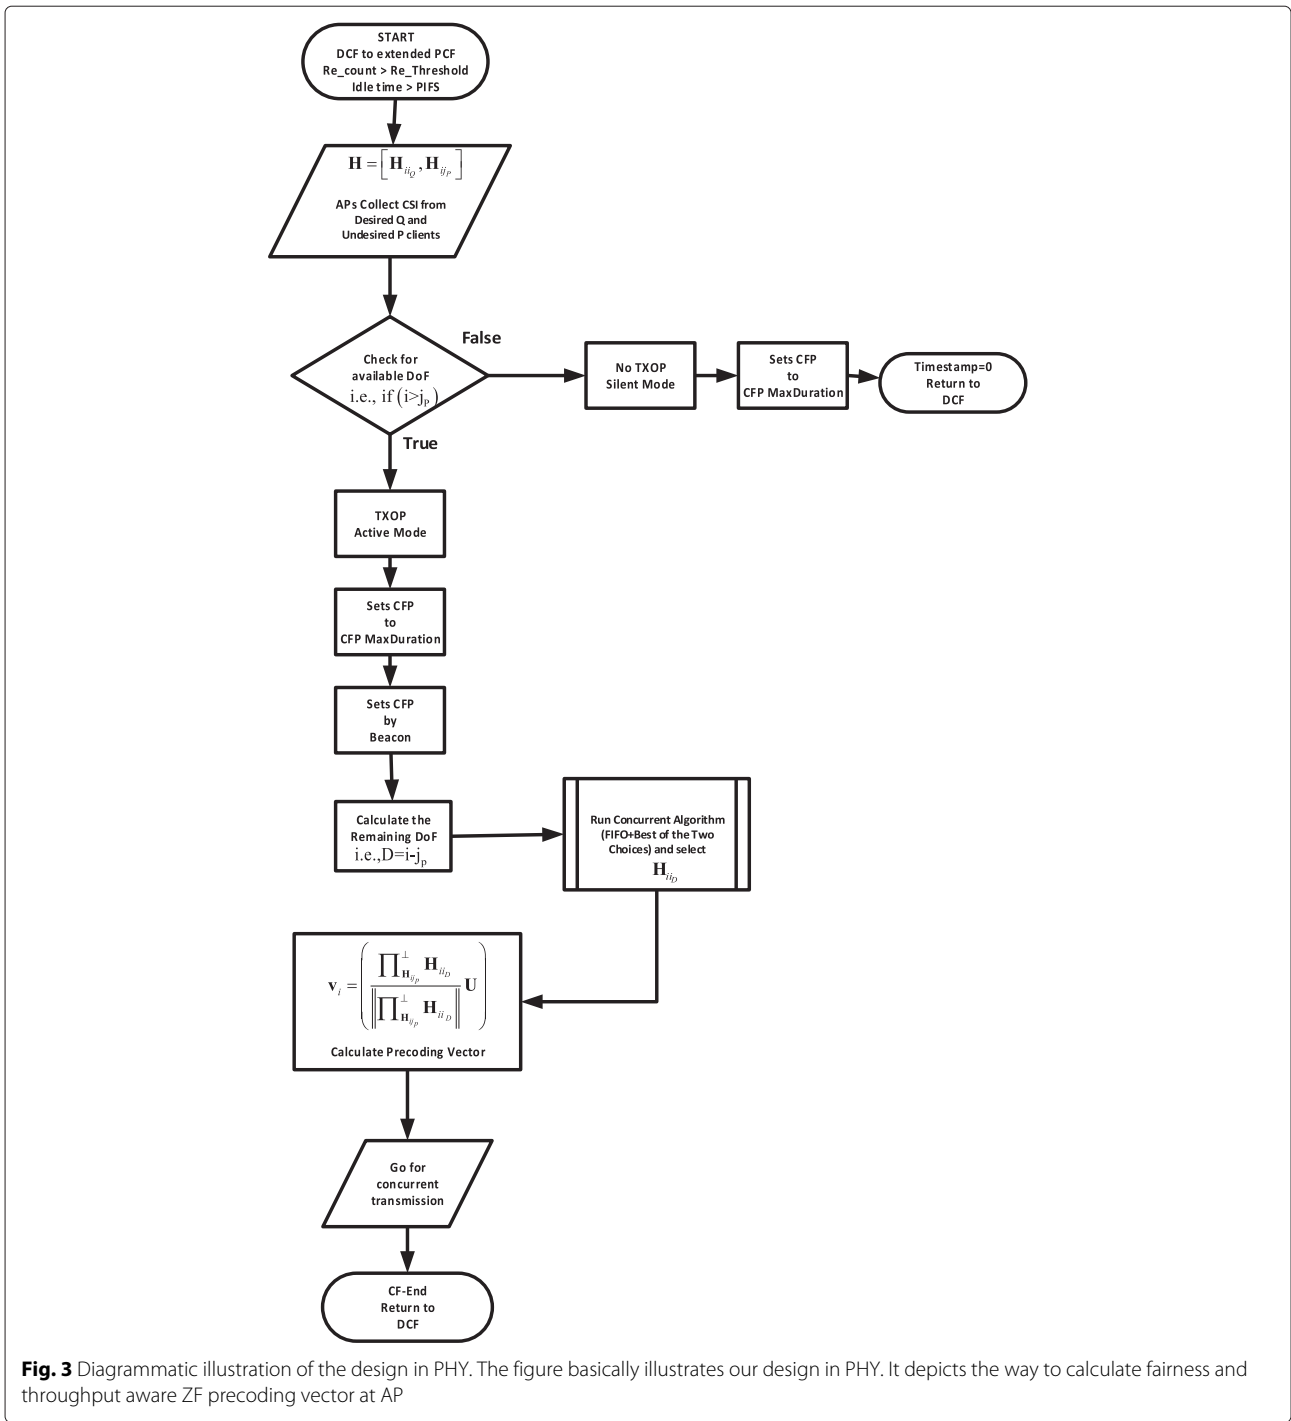 START
DCF to extended PCF
Re_count > Re_Threshold
Idle time > PIFS
H = [H_{ii_Q}, H_{ij_P}]
APs Collect CSI from
Desired Q and
Undesired P clients
Check for
available DoF
i.e., if (i>j_p)
False
No TXOP
Silent Mode
Sets CFP
to
CFP MaxDuration
Timestamp=0
Return to
DCF
True
TXOP
Active Mode
Sets CFP
to
CFP MaxDuration
Sets CFP
by
Beacon
Calculate the
Remaining DoF
i.e.,D=i-j_p
Run Concurrent Algorithm
(FIFO+Best of the Two
Choices) and select
H_{ii_D}
v_i = ( ∏^⊥_{H_{ij_p}} H_{ii_D} / ‖∏^⊥_{H_{ij_p}} H_{ii_D}‖ U )
Calculate Precoding Vector
Go for
concurrent
transmission
CF-End
Return to
DCF
Fig. 3 Diagrammatic illustration of the design in PHY. The figure basically illustrates our design in PHY. It depicts the way to calculate fairness and
throughput aware ZF precoding vector at AP